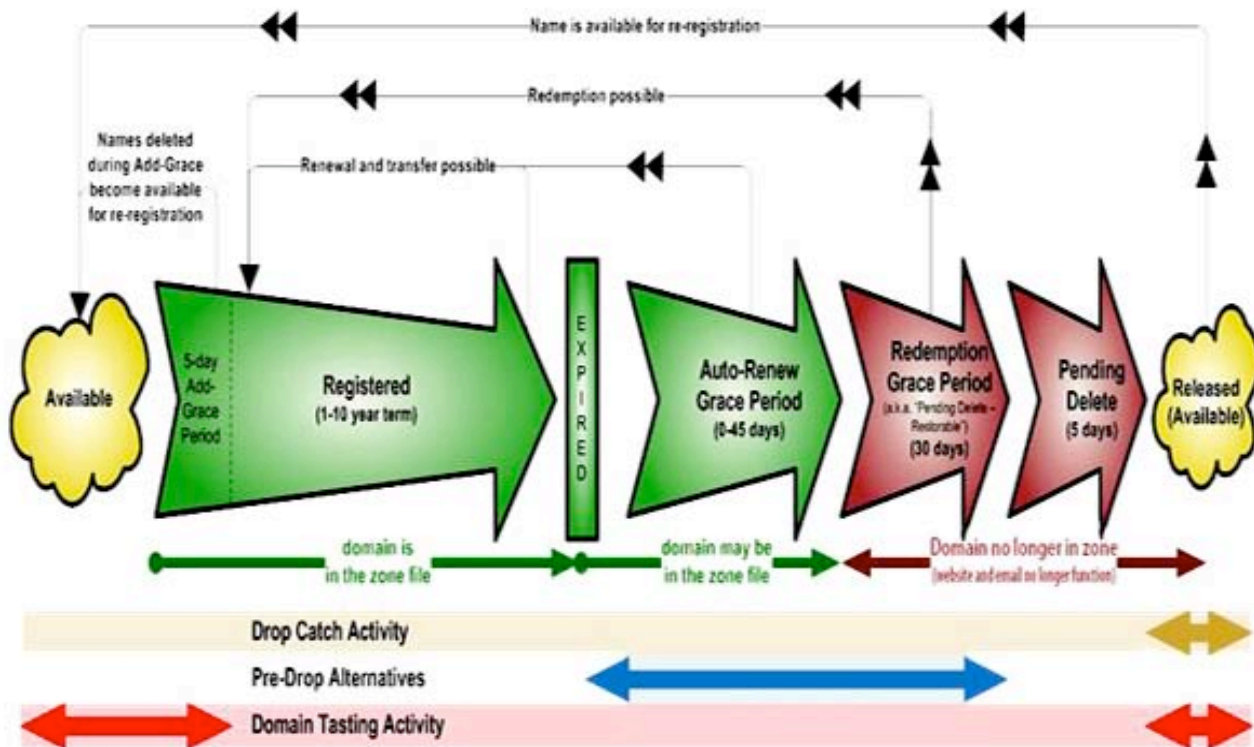 Name is available for re-registration
Redemption possible
Names deleted
during Add-Grace
become available
for re-registration
Renewal and transfer possible
Available
5-day
Add-
Grace
Period
Registered
(1-10 year term)
EXPIRED
Auto-Renew
Grace Period
(0-45 days)
Redemption
Grace Period
(a.k.a. "Pending Delete –
Restorable")
(30 days)
Pending
Delete
(5 days)
Released
(Available)
domain is
in the zone file
domain may be
in the zone file
Domain no longer in zone
(website and email no longer function)
Drop Catch Activity
Pre-Drop Alternatives
Domain Tasting Activity